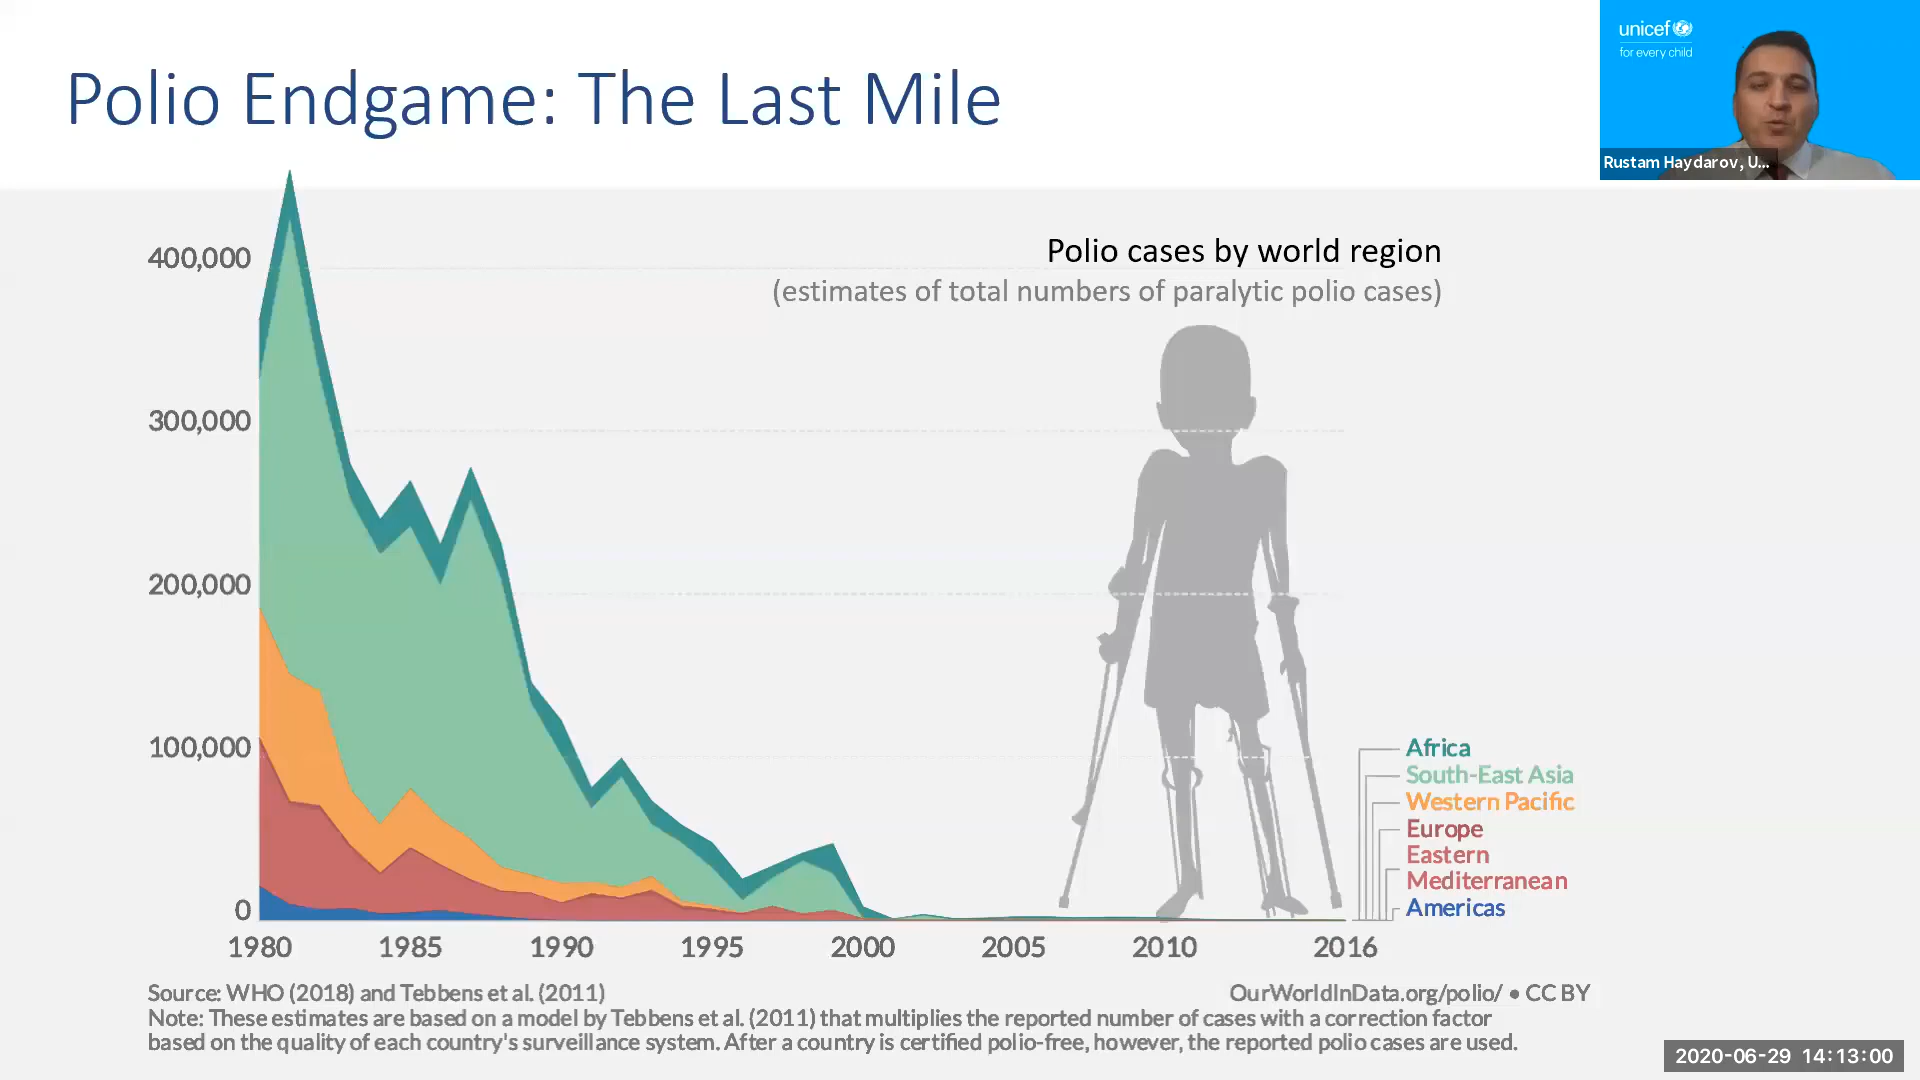 Polio Endgame: The Last Mile
unicef
for every child
Rustam Haydarov, U...
Polio cases by world region
(estimates of total numbers of paralytic polio cases)
400,000
300,000
200,000
100,000
0
1980 1985 1990 1995 2000 2005 2010 2016
Africa
South-East Asia
Western Pacific
Europe
Eastern
Mediterranean
Americas
Source: WHO (2018) and Tebbens et al. (2011)
OurWorldInData.org/polio/ • CC BY
Note: These estimates are based on a model by Tebbens et al. (2011) that multiplies the reported number of cases with a correction factor
based on the quality of each country's surveillance system. After a country is certified polio-free, however, the reported polio cases are used.
2020-06-29 14:13:00